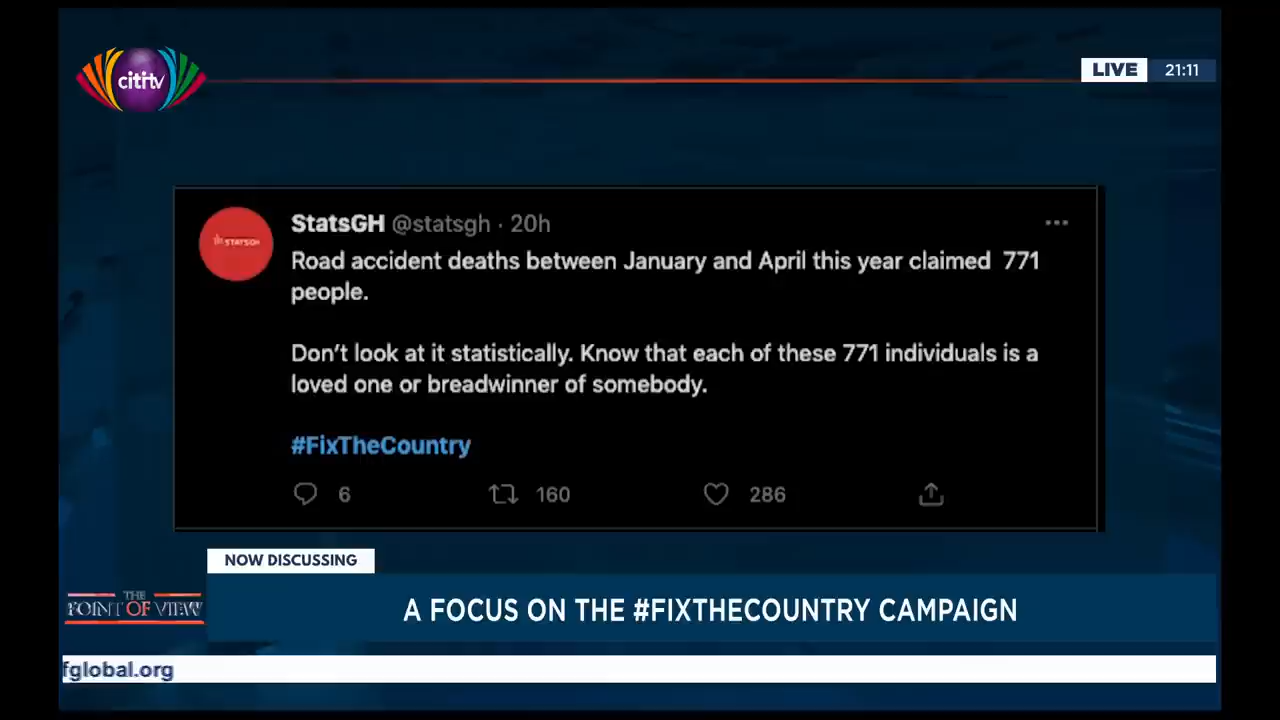 citi tv
LIVE 21:11
StatsGH @statsgh · 20h
STATSGH
Road accident deaths between January and April this year claimed 771
people.
Don't look at it statistically. Know that each of these 771 individuals is a
loved one or breadwinner of somebody.
#FixTheCountry
6 160 286
NOW DISCUSSING
THE
POINT OF VIEW
A FOCUS ON THE #FIXTHECOUNTRY CAMPAIGN
fglobal.org